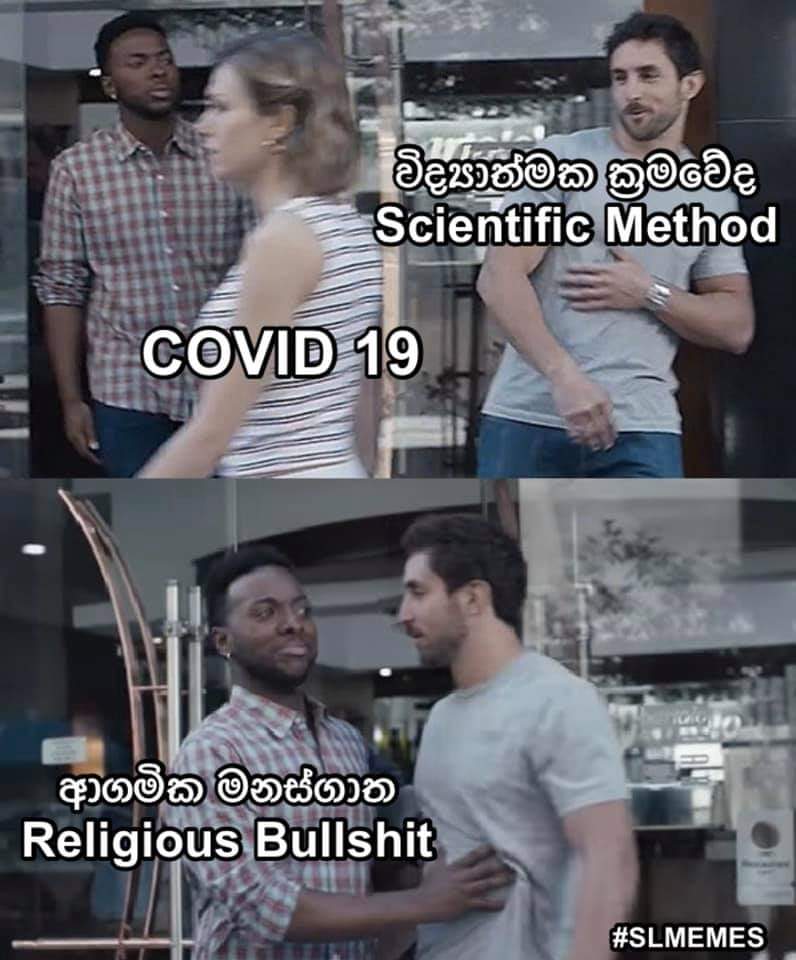 විද්‍යාත්මක ක්‍රමවේද
Scientific Method
COVID 19
ආගමික මනස්ගාත
Religious Bullshit
#SLMEMES